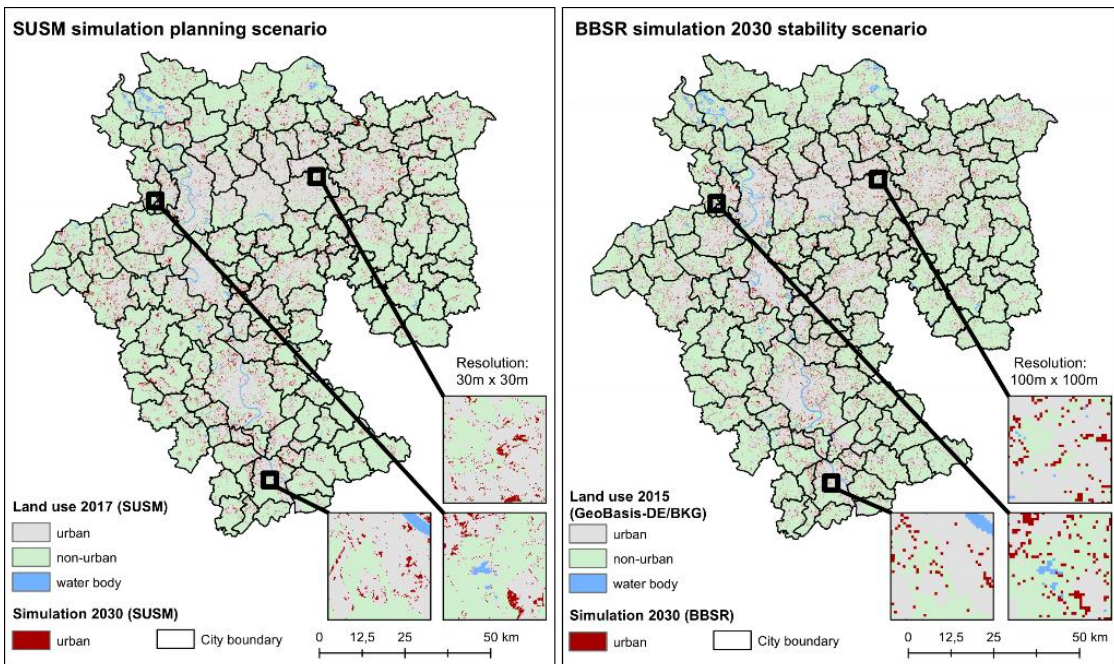 SUSM simulation planning scenario
Resolution:
30m x 30m
Land use 2017 (SUSM)
urban
non-urban
water body
Simulation 2030 (SUSM)
urban
City boundary
0 12,5 25 50 km
BBSR simulation 2030 stability scenario
Resolution:
100m x 100m
Land use 2015
(GeoBasis-DE/BKG)
urban
non-urban
water body
Simulation 2030 (BBSR)
urban
City boundary
0 12,5 25 50 km